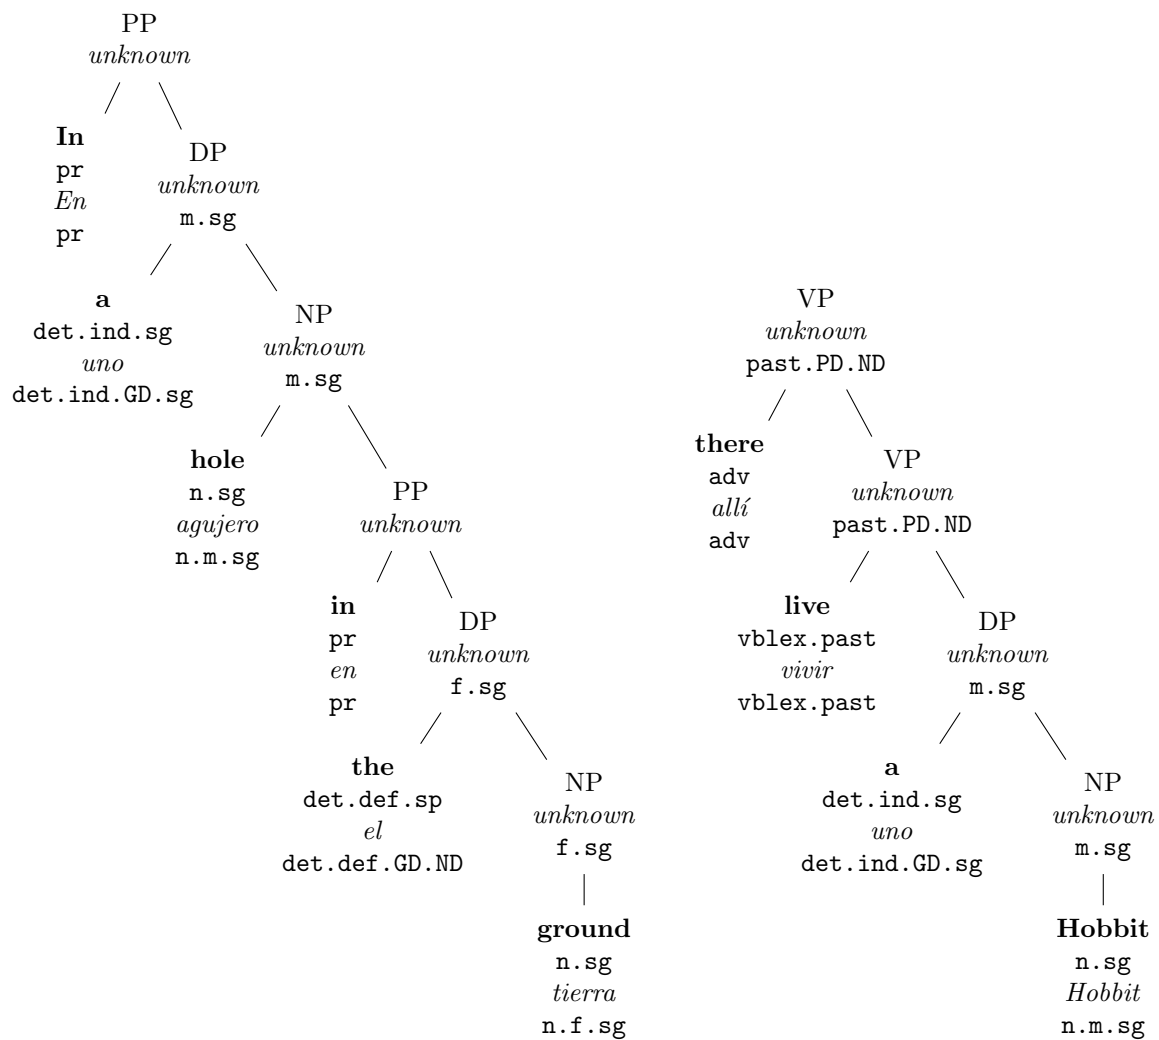 PP
unknown
In
pr
En
pr
DP
unknown
m.sg
a
det.ind.sg
uno
det.ind.GD.sg
NP
unknown
m.sg
hole
n.sg
agujero
n.m.sg
PP
unknown
in
pr
en
pr
DP
unknown
f.sg
the
det.def.sp
el
det.def.GD.ND
NP
unknown
f.sg
ground
n.sg
tierra
n.f.sg
VP
unknown
past.PD.ND
there
adv
allí
adv
VP
unknown
past.PD.ND
live
vblex.past
vivir
vblex.past
DP
unknown
m.sg
a
det.ind.sg
uno
det.ind.GD.sg
NP
unknown
m.sg
Hobbit
n.sg
Hobbit
n.m.sg